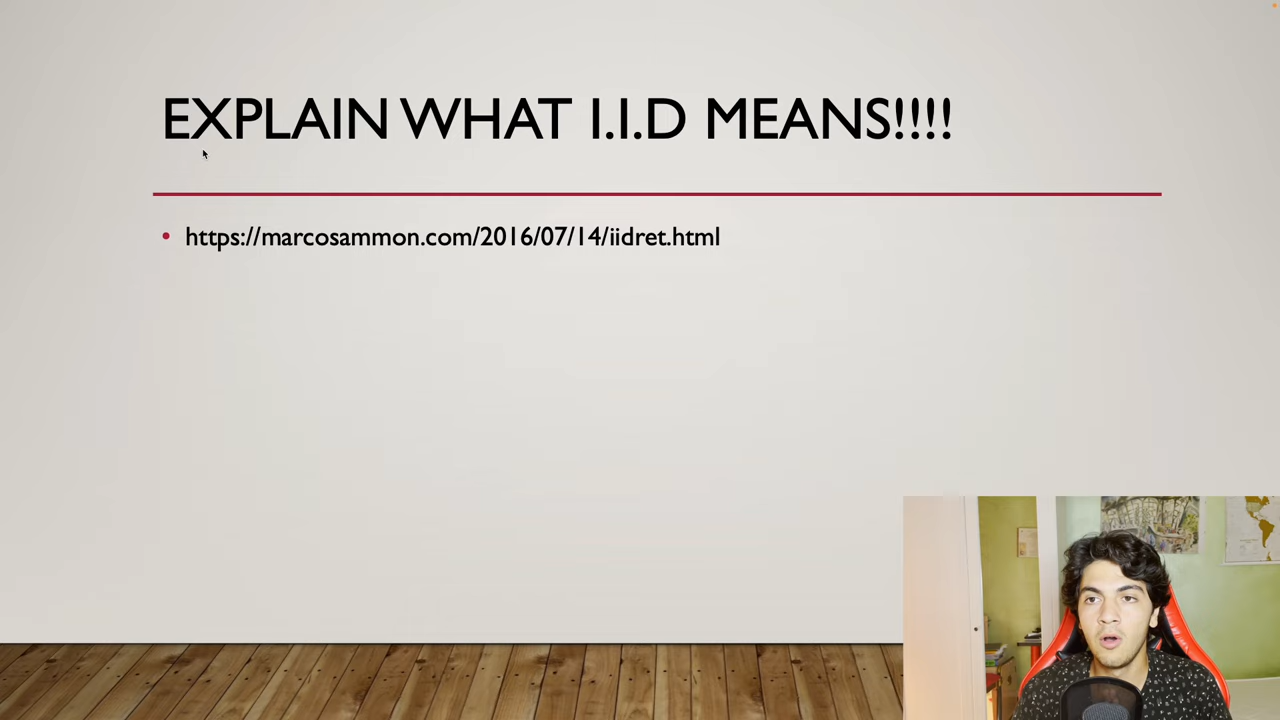 EXPLAIN WHAT I.I.D MEANS!!!!
• https://marcosammon.com/2016/07/14/iidret.html